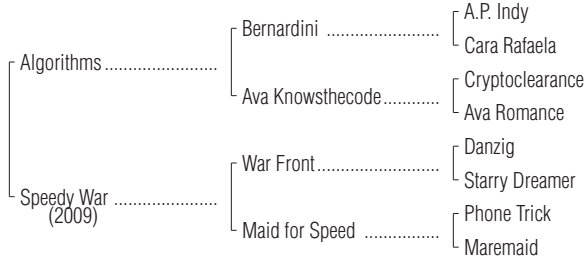 A.P. Indy
Bernardini ......................
Cara Rafaela
Algorithms ......................
Cryptoclearance
Ava Knowsthecode ...........
Ava Romance
Danzig
War Front ........................
Starry Dreamer
Speedy War ....................
(2009)
Phone Trick
Maid for Speed ...............
Maremaid